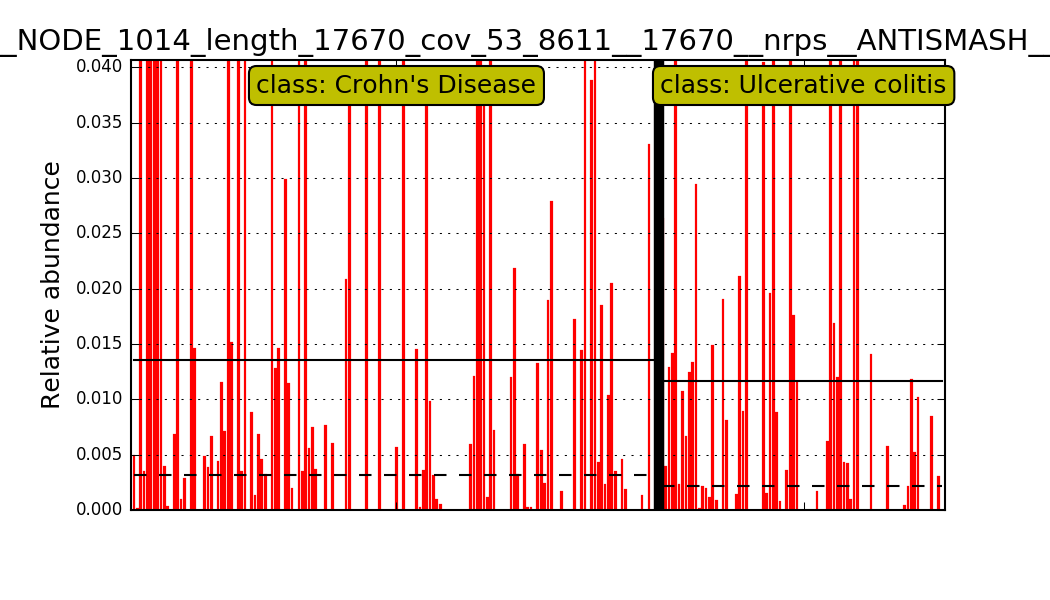 __NODE_1014_length_17670_cov_53_8611__17670__nrps__ANTISMASH__
class: Crohn's Disease
class: Ulcerative colitis
Relative abundance
0.040
0.035
0.030
0.025
0.020
0.015
0.010
0.005
0.000